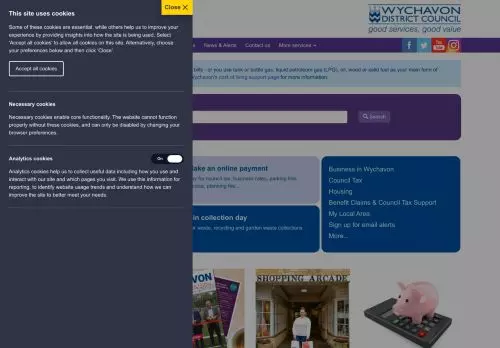 Close X
This site uses cookies
Some of these cookies are essential, while others help us to improve your
experience by providing insights into how the site is being used. Select
'Accept all cookies' to allow all cookies on this site. Alternatively, choose
your preferences below and then click 'Close'.
Accept all cookies
Necessary cookies
Necessary cookies enable core functionality. The website cannot function
properly without these cookies, and can only be disabled by changing your
browser preferences.
Analytics cookies
On
Analytics cookies help us to collect useful data including how you use and
interact with our site and which pages you visit. We use this information for
reporting, to identify website usage trends and understand how we can
improve the site to better meet your needs.
WYCHAVON
DISTRICT COUNCIL
good services, good value
News & Alerts
Contact us
More services
or you use tank or bottle gas, liquid petroleum gas (LPG), oil, wood or solid fuel as your main form of
cost of living support page for more information.
Search
ake an online payment
for council tax, business rates, parking fine,
planning fee...
in collection day
waste, recycling and garden waste collections
Business in Wychavon
Council Tax
Housing
Benefit Claims & Council Tax Support
My Local Area
Sign up for email alerts
More...
SHOPPING ARCADE